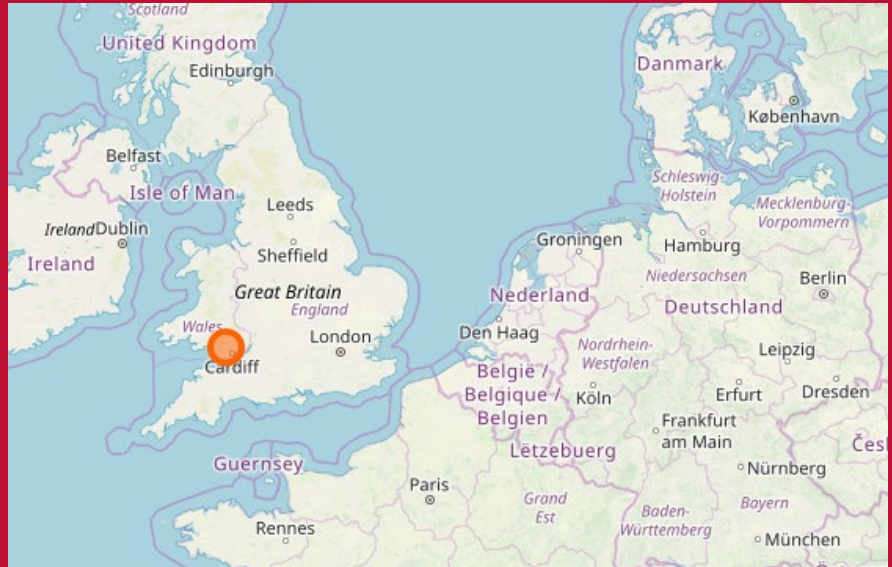 Scotland
United Kingdom
Edinburgh
Danmark
København
Belfast
Isle of Man
Schleswig-
Holstein
Mecklenburg-
Vorpommern
Leeds
Ireland
Dublin
Groningen
Hamburg
Sheffield
Ireland
Niedersachsen
Berlin
Great Britain
England
Nederland
Deutschland
Wales
London
Den Haag
Nordrhein-
Westfalen
Leipzig
Cardiff
België /
Belgique /
Belgien
Köln
Erfurt
Dresden
Frankfurt
am Main
Lëtzebuerg
Guernsey
Nürnberg
Paris
Grand
Est
Baden-
Württemberg
Bayern
Rennes
München